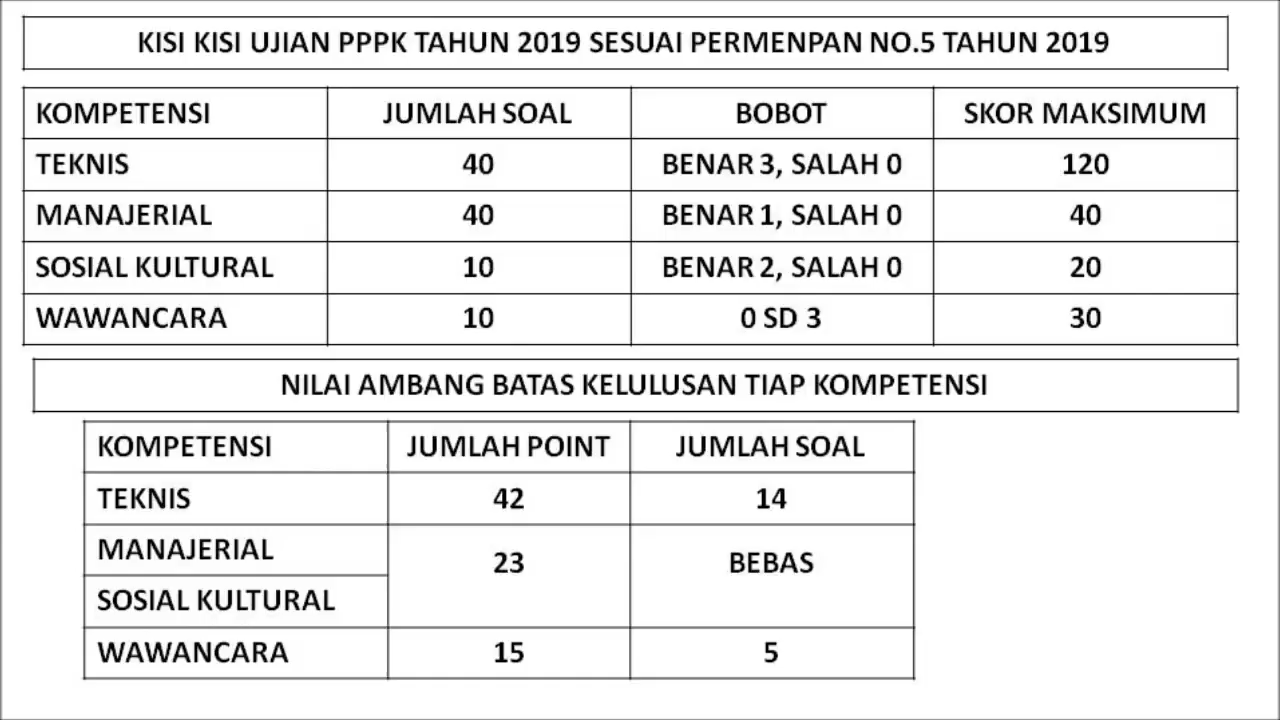 KISI KISI UJIAN PPPK TAHUN 2019 SESUAI PERMENPAN NO.5 TAHUN 2019
KOMPETENSI JUMLAH SOAL BOBOT SKOR MAKSIMUM
TEKNIS 40 BENAR 3, SALAH 0 120
MANAJERIAL 40 BENAR 1, SALAH 0 40
SOSIAL KULTURAL 10 BENAR 2, SALAH 0 20
WAWANCARA 10 0 SD 3 30
NILAI AMBANG BATAS KELULUSAN TIAP KOMPETENSI
KOMPETENSI JUMLAH POINT JUMLAH SOAL
TEKNIS 42 14
MANAJERIAL 23 BEBAS
SOSIAL KULTURAL
WAWANCARA 15 5